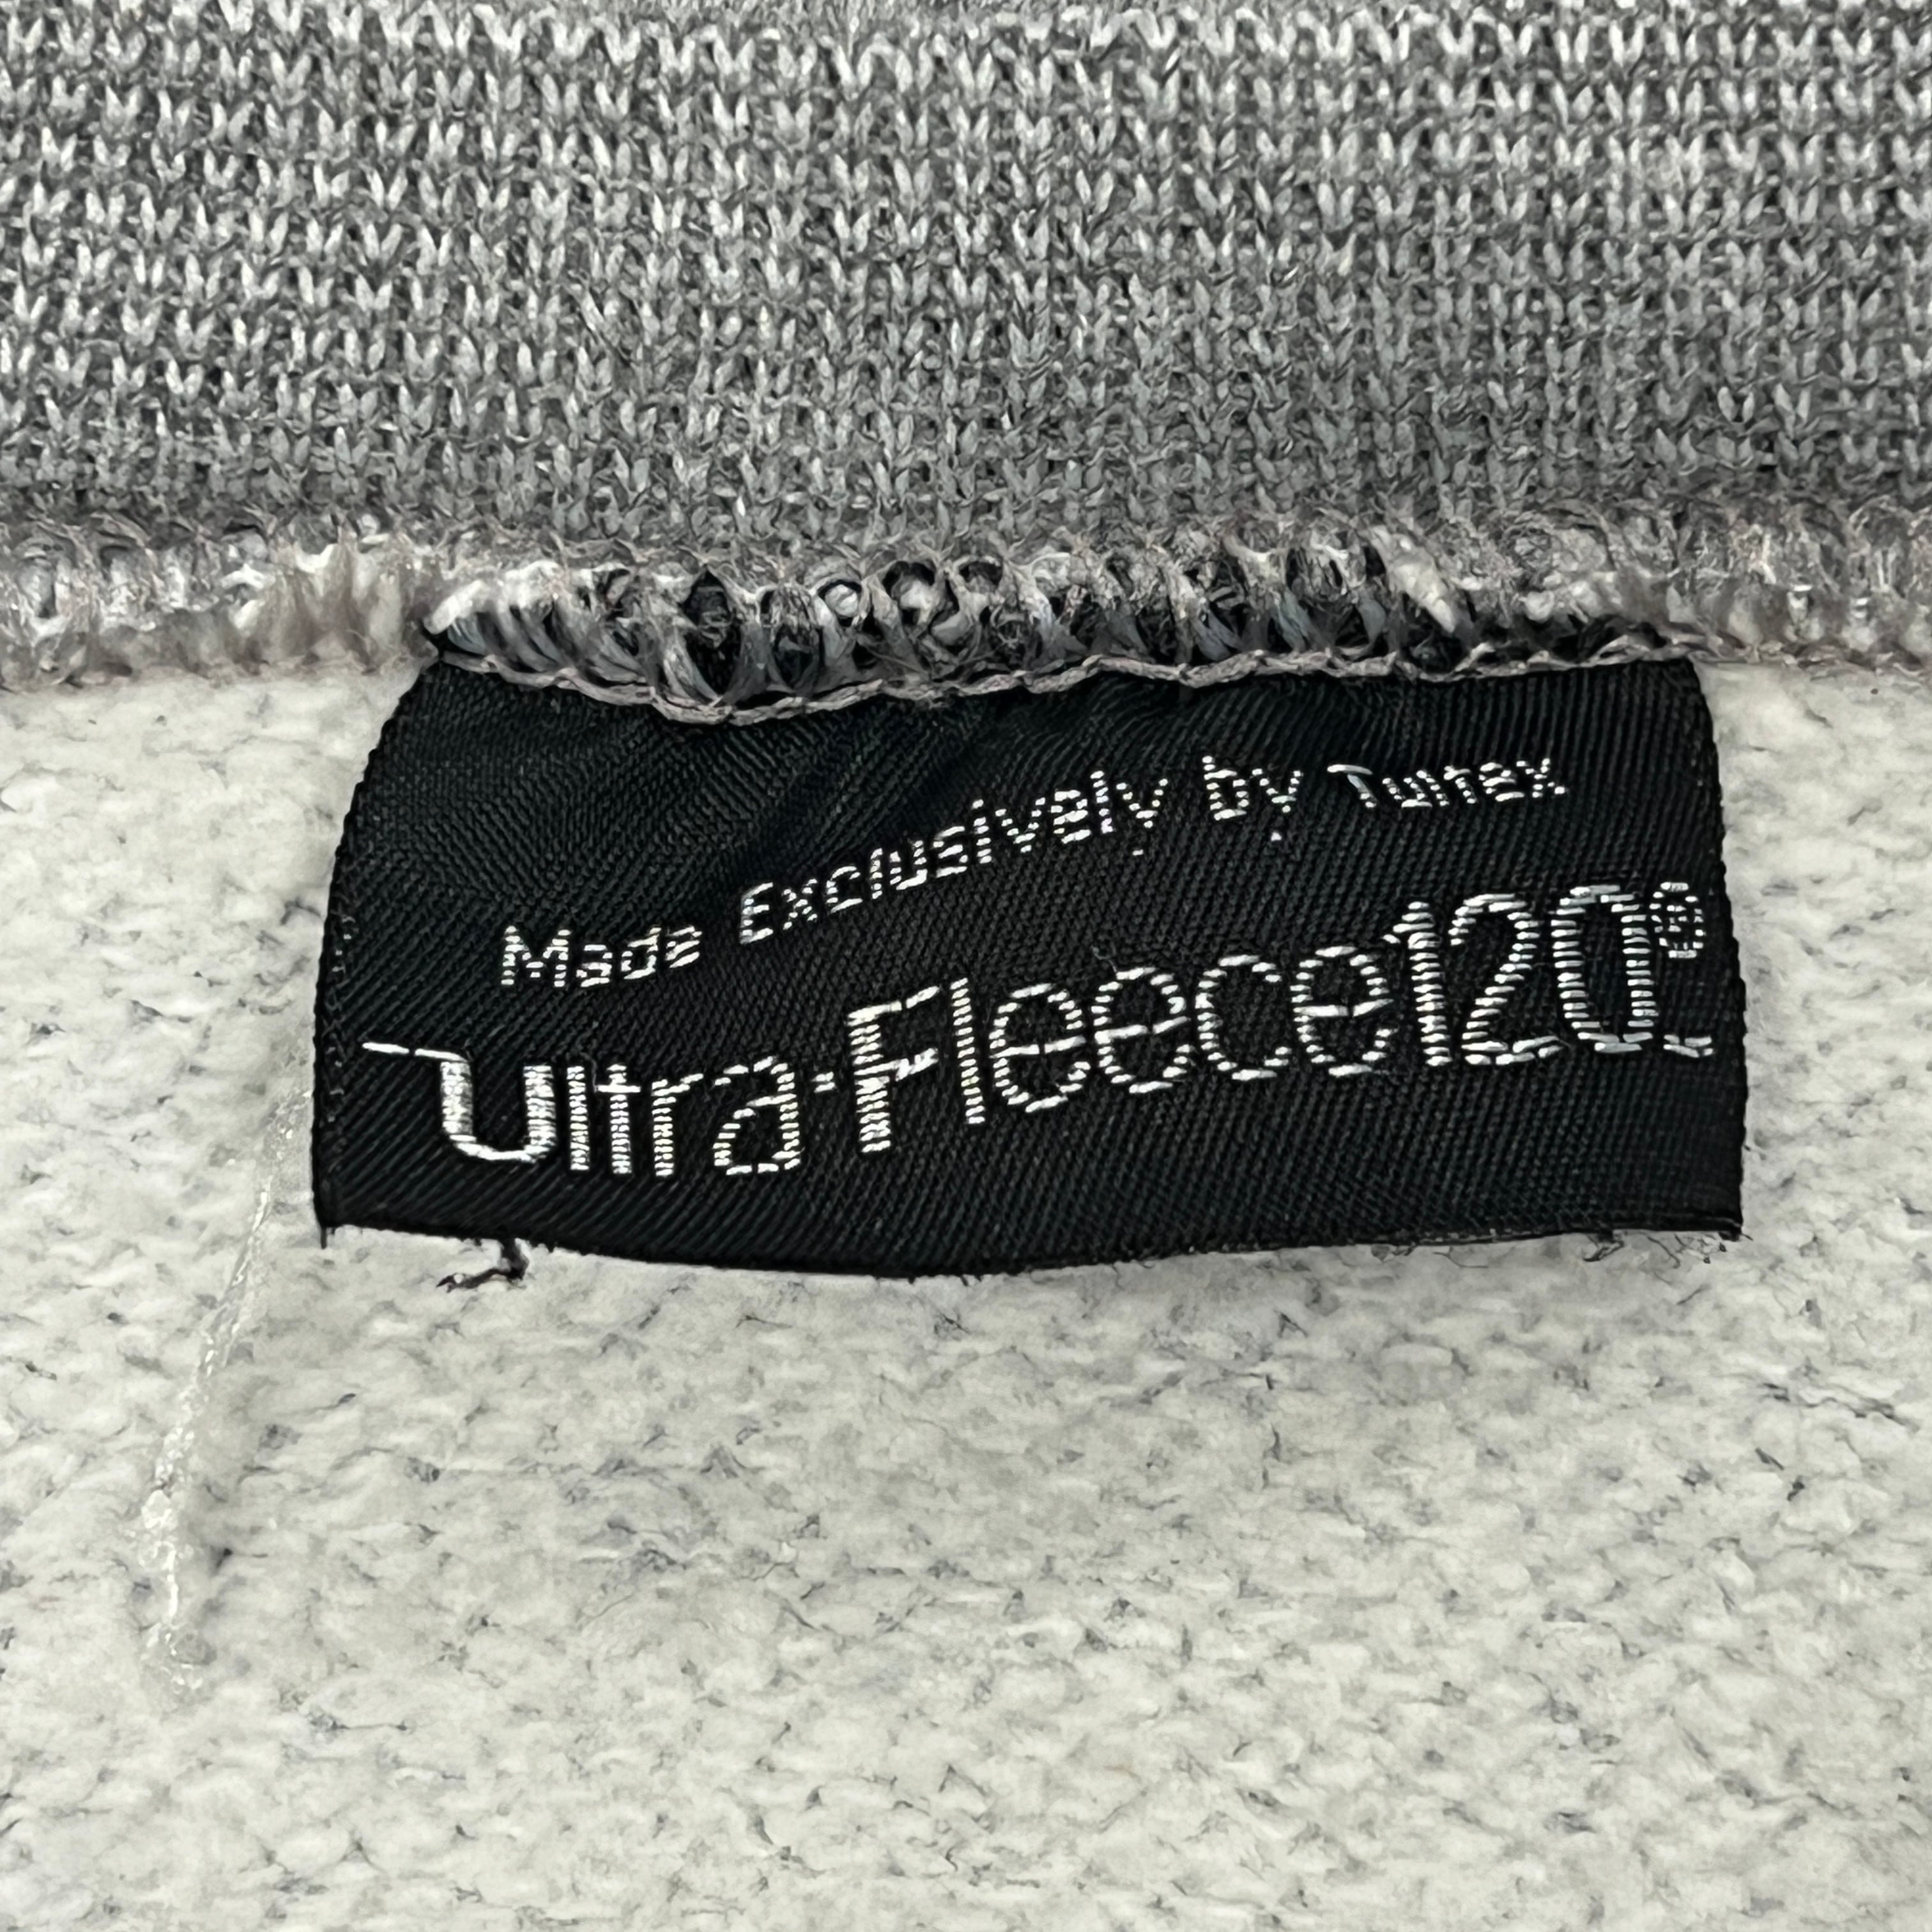 Made Exclusively by Tultex
Ultra·Fleece120®